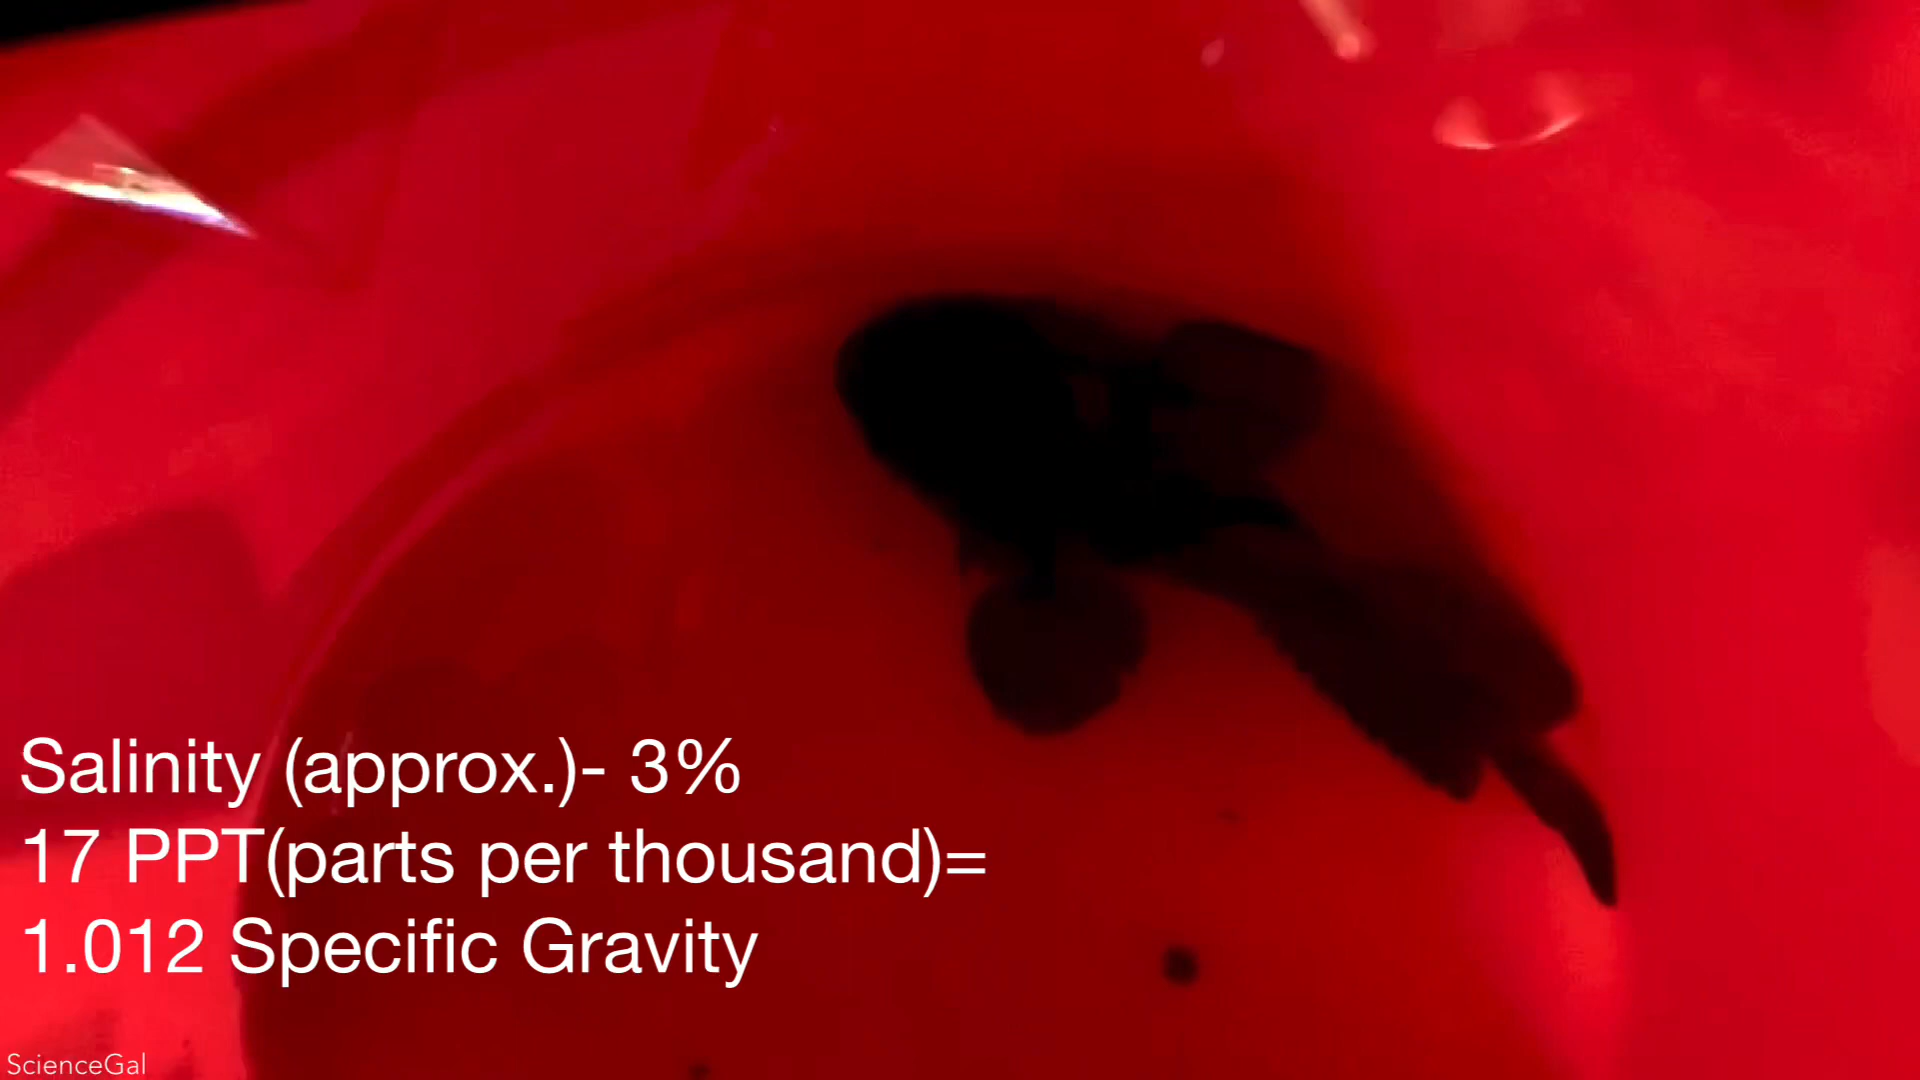 Salinity (approx.)- 3%
17 PPT(parts per thousand)=
1.012 Specific Gravity
ScienceGal